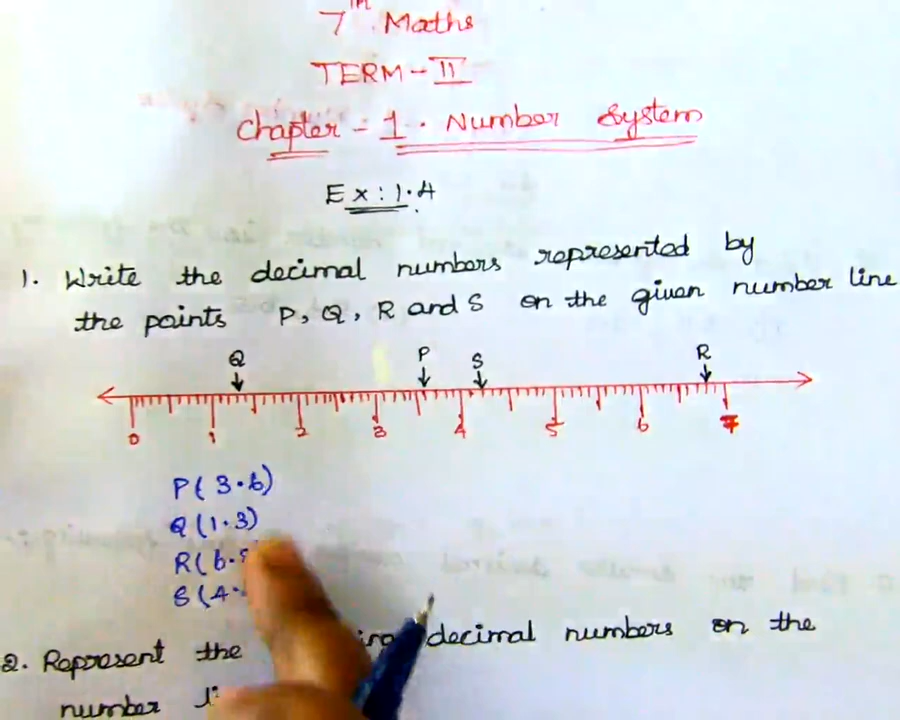 7th Maths
TERM - II
Chapter - 1 . Number System
Ex : 1.4
1. Write the decimal numbers represented by
the points P, Q, R and S on the given number line
Q P S R
0 1 2 3 4 5 6 7
P( 3.6)
Q (1.3)
R( 6.
S (4.
2. Represent the decimal numbers on the
number